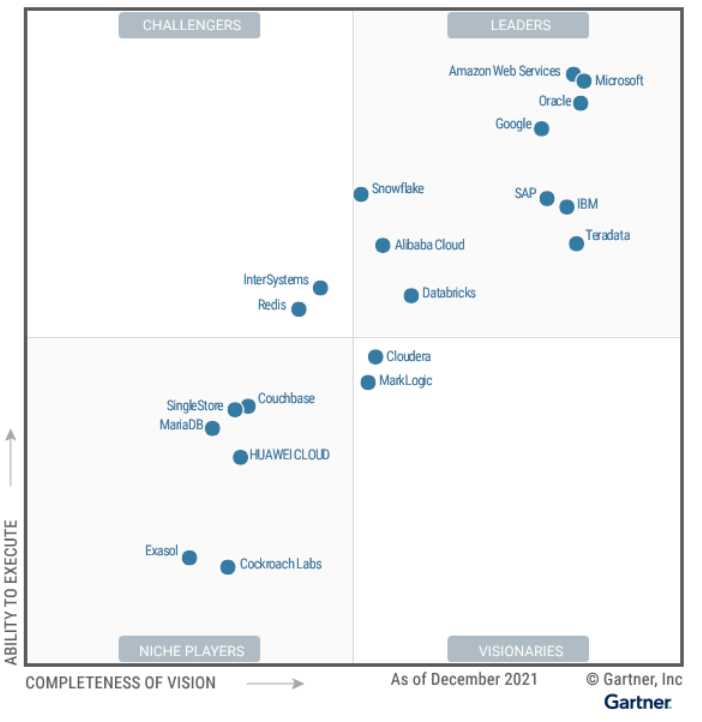 CHALLENGERS
LEADERS
Amazon Web Services
Microsoft
Oracle
Google
Snowflake
SAP
IBM
Teradata
Alibaba Cloud
InterSystems
Databricks
Redis
Cloudera
MarkLogic
Couchbase
SingleStore
MariaDB
HUAWEI CLOUD
Exasol
Cockroach Labs
ABILITY TO EXECUTE
NICHE PLAYERS
VISIONARIES
COMPLETENESS OF VISION
As of December 2021
© Gartner, Inc
Gartner